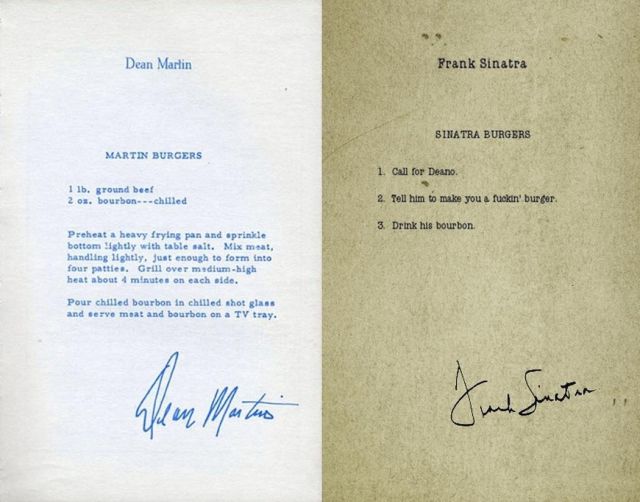 Dean Martin
MARTIN BURGERS
1 lb. ground beef
2 oz. bourbon---chilled
Preheat a heavy frying pan and sprinkle
bottom lightly with table salt. Mix meat,
handling lightly, just enough to form into
four patties. Grill over medium-high
heat about 4 minutes on each side.
Pour chilled bourbon in chilled shot glass
and serve meat and bourbon on a TV tray.
Dean Martin
Frank Sinatra
SINATRA BURGERS
1. Call for Deano.
2. Tell him to make you a fuckin' burger.
3. Drink his bourbon.
Frank Sinatra